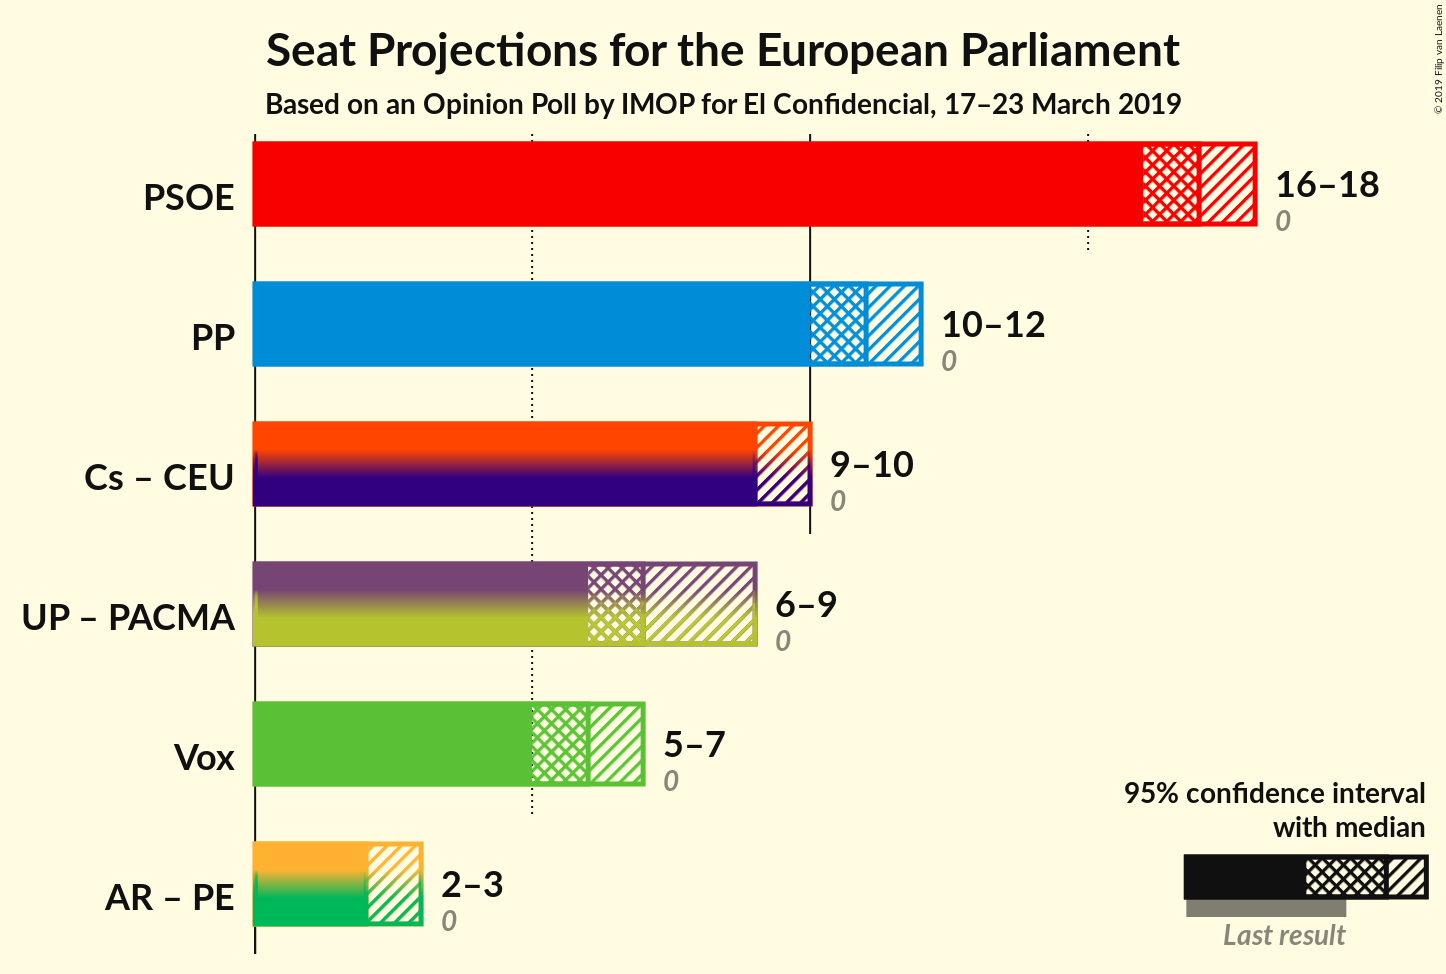 Seat Projections for the European Parliament
Based on an Opinion Poll by IMOP for El Confidencial, 17–23 March 2019
© 2019 Filip van Laenen
PSOE
16–18
0
PP
10–12
0
Cs – CEU
9–10
0
UP – PACMA
6–9
0
Vox
5–7
0
AR – PE
2–3
0
95% confidence interval
with median
Last result